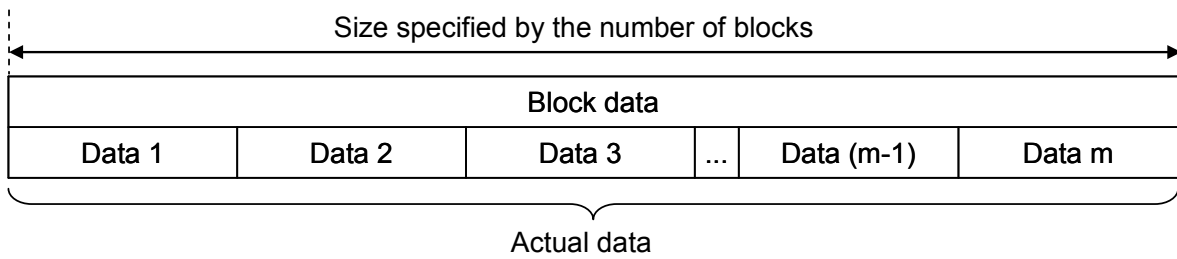 Size specified by the number of blocks
Block data
Data 1 Data 2 Data 3 ... Data (m-1) Data m
Actual data